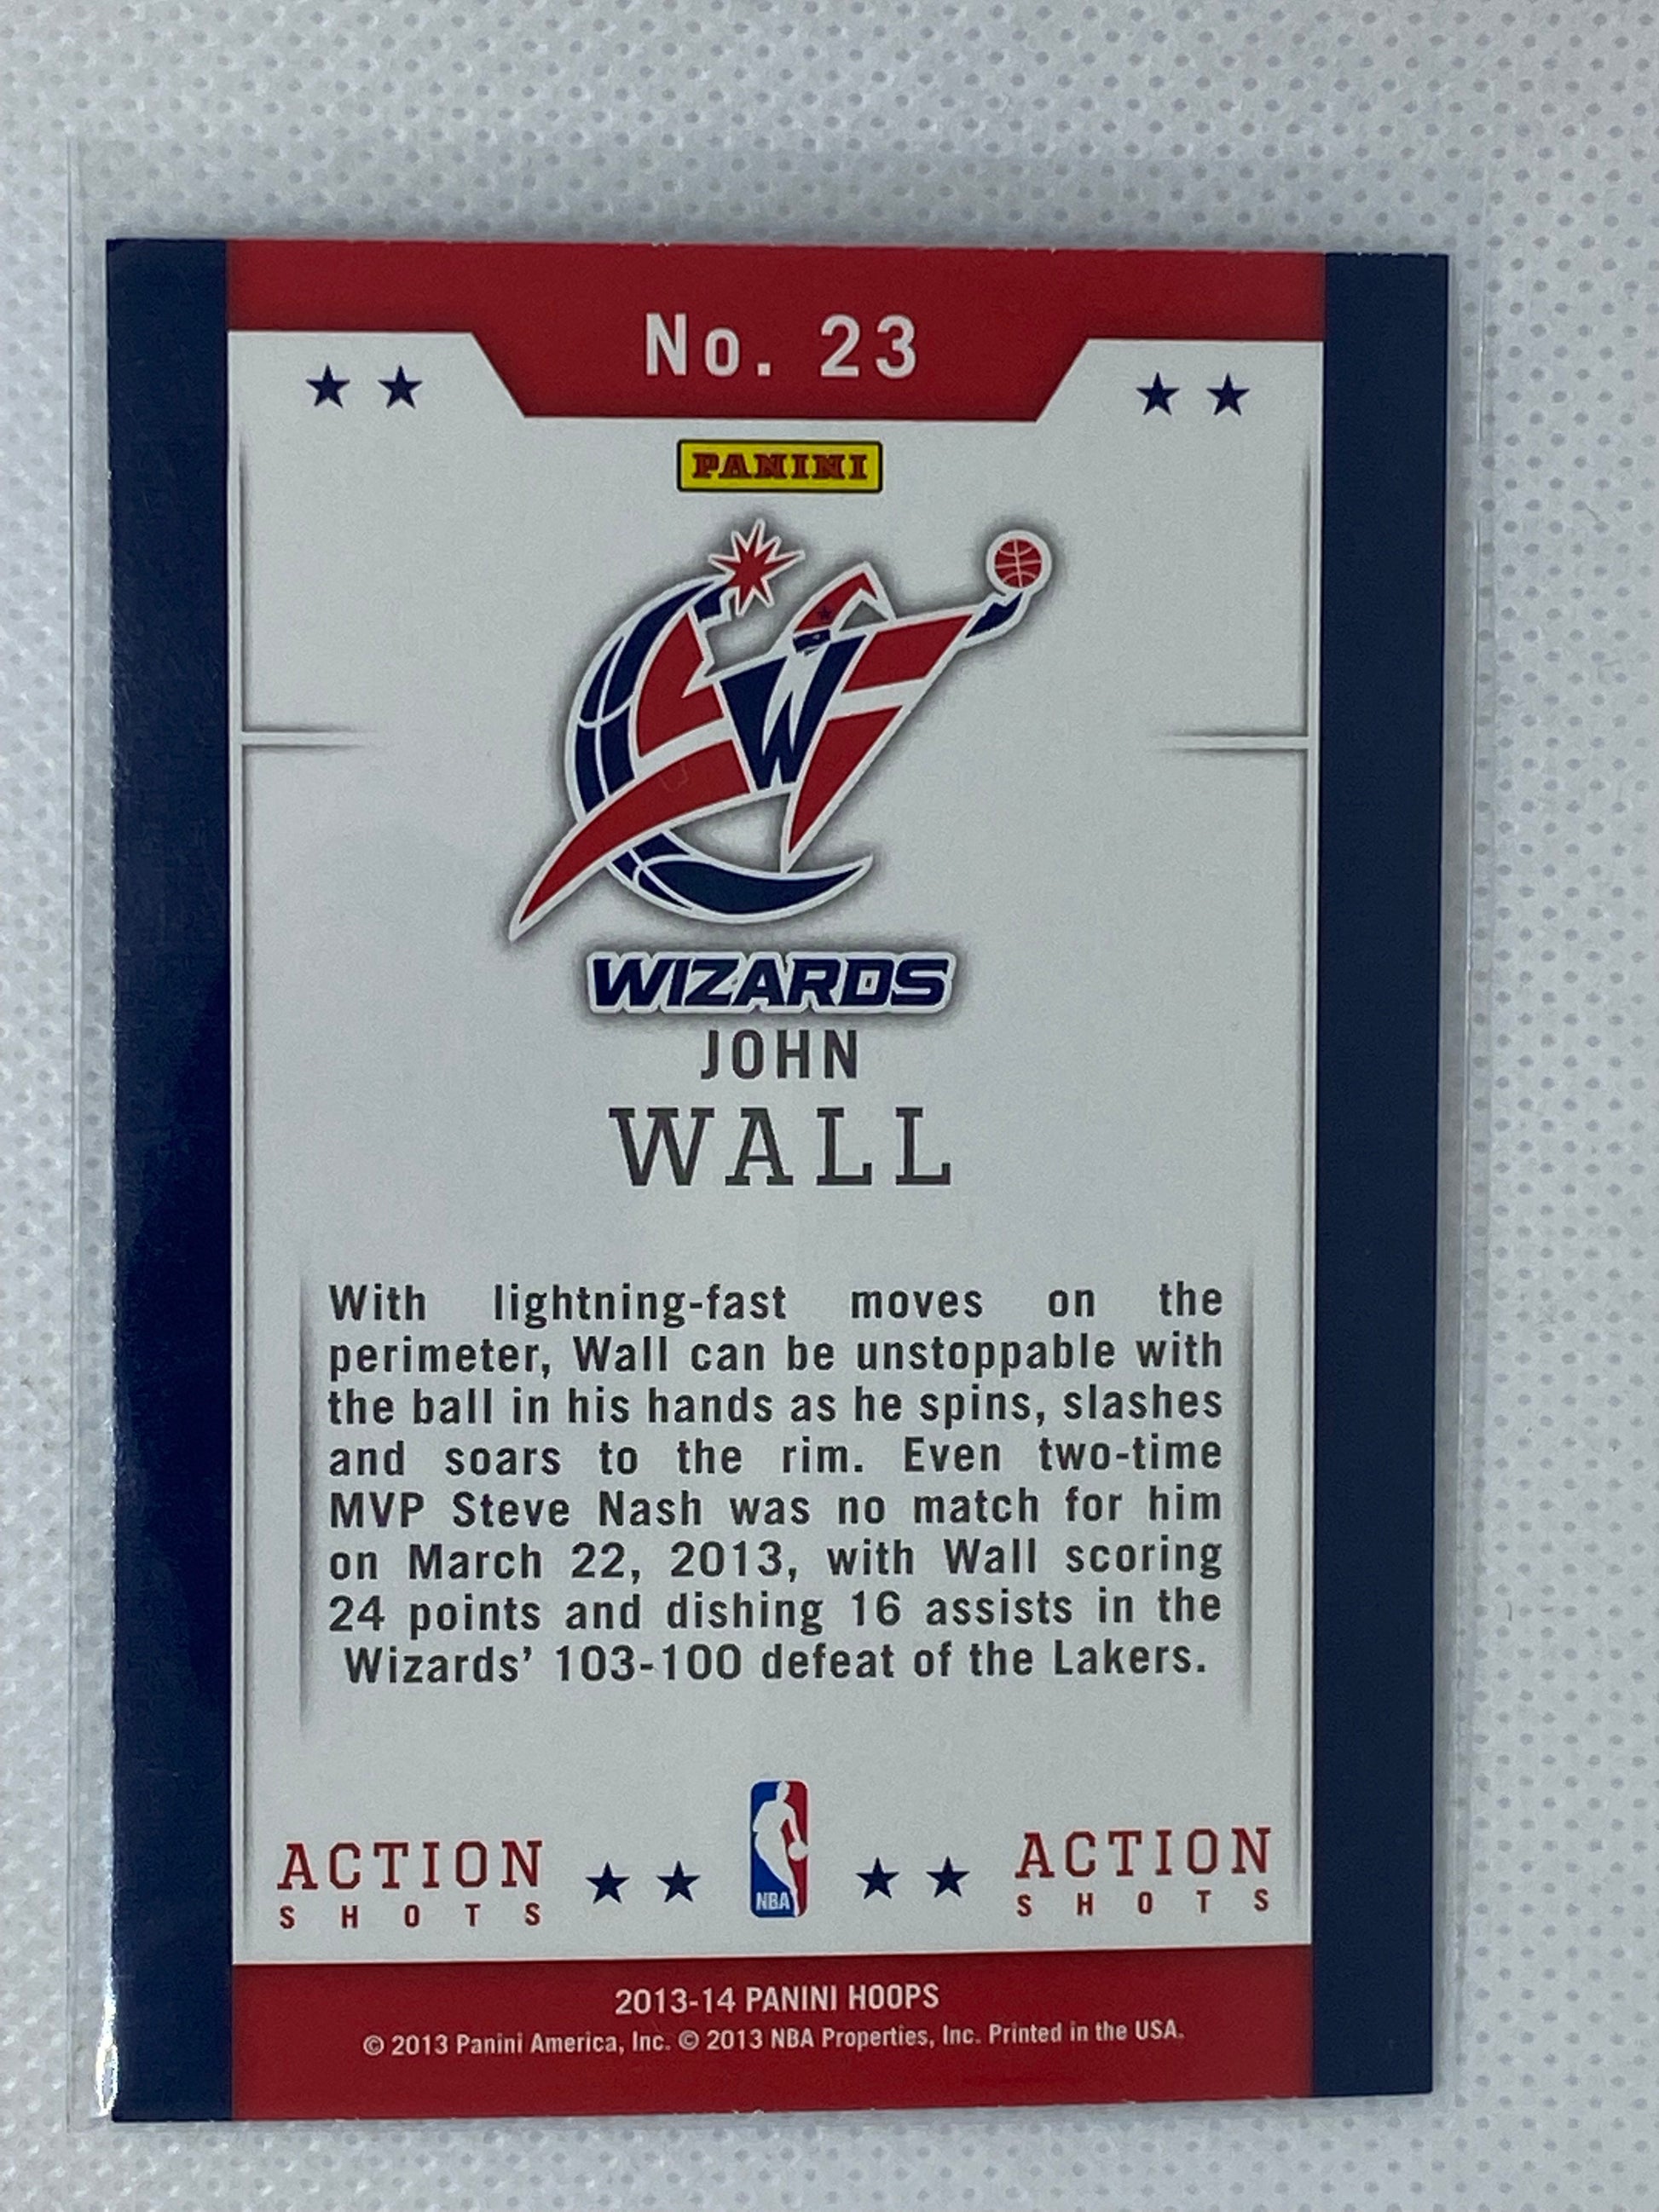 No. 23
PANINI
W
WIZARDS
JOHN
WALL
With lightning-fast moves on the
perimeter, Wall can be unstoppable with
the ball in his hands as he spins, slashes
and soars to the rim. Even two-time
MVP Steve Nash was no match for him
on March 22, 2013, with Wall scoring
24 points and dishing 16 assists in the
Wizards’ 103-100 defeat of the Lakers.
ACTION
SHOTS
NBA
ACTION
SHOTS
2013-14 PANINI HOOPS
© 2013 Panini America, Inc. © 2013 NBA Properties, Inc. Printed in the USA.